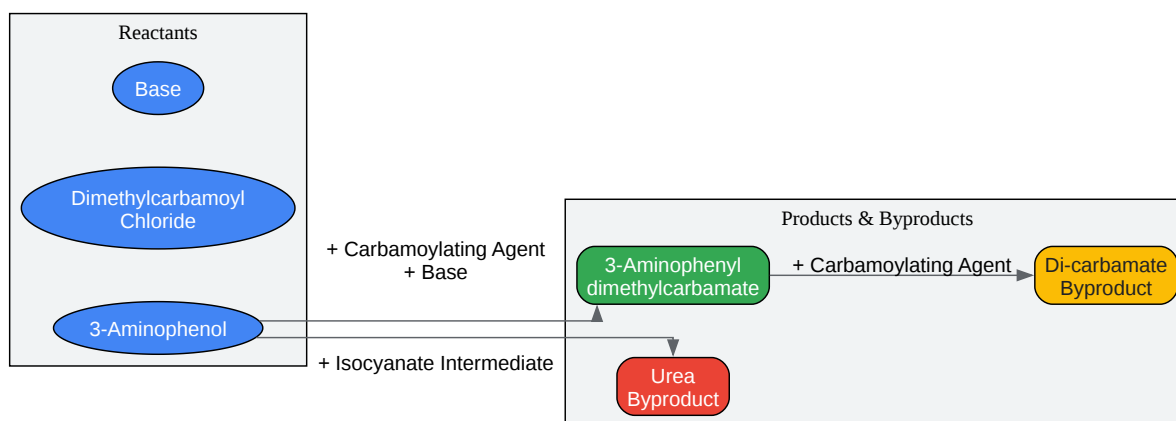 Reactants
Base
Dimethylcarbamoyl
Chloride
3-Aminophenol
+ Carbamoylating Agent
+ Base
+ Isocyanate Intermediate
Products & Byproducts
3-Aminophenyl
dimethylcarbamate
+ Carbamoylating Agent
Di-carbamate
Byproduct
Urea
Byproduct